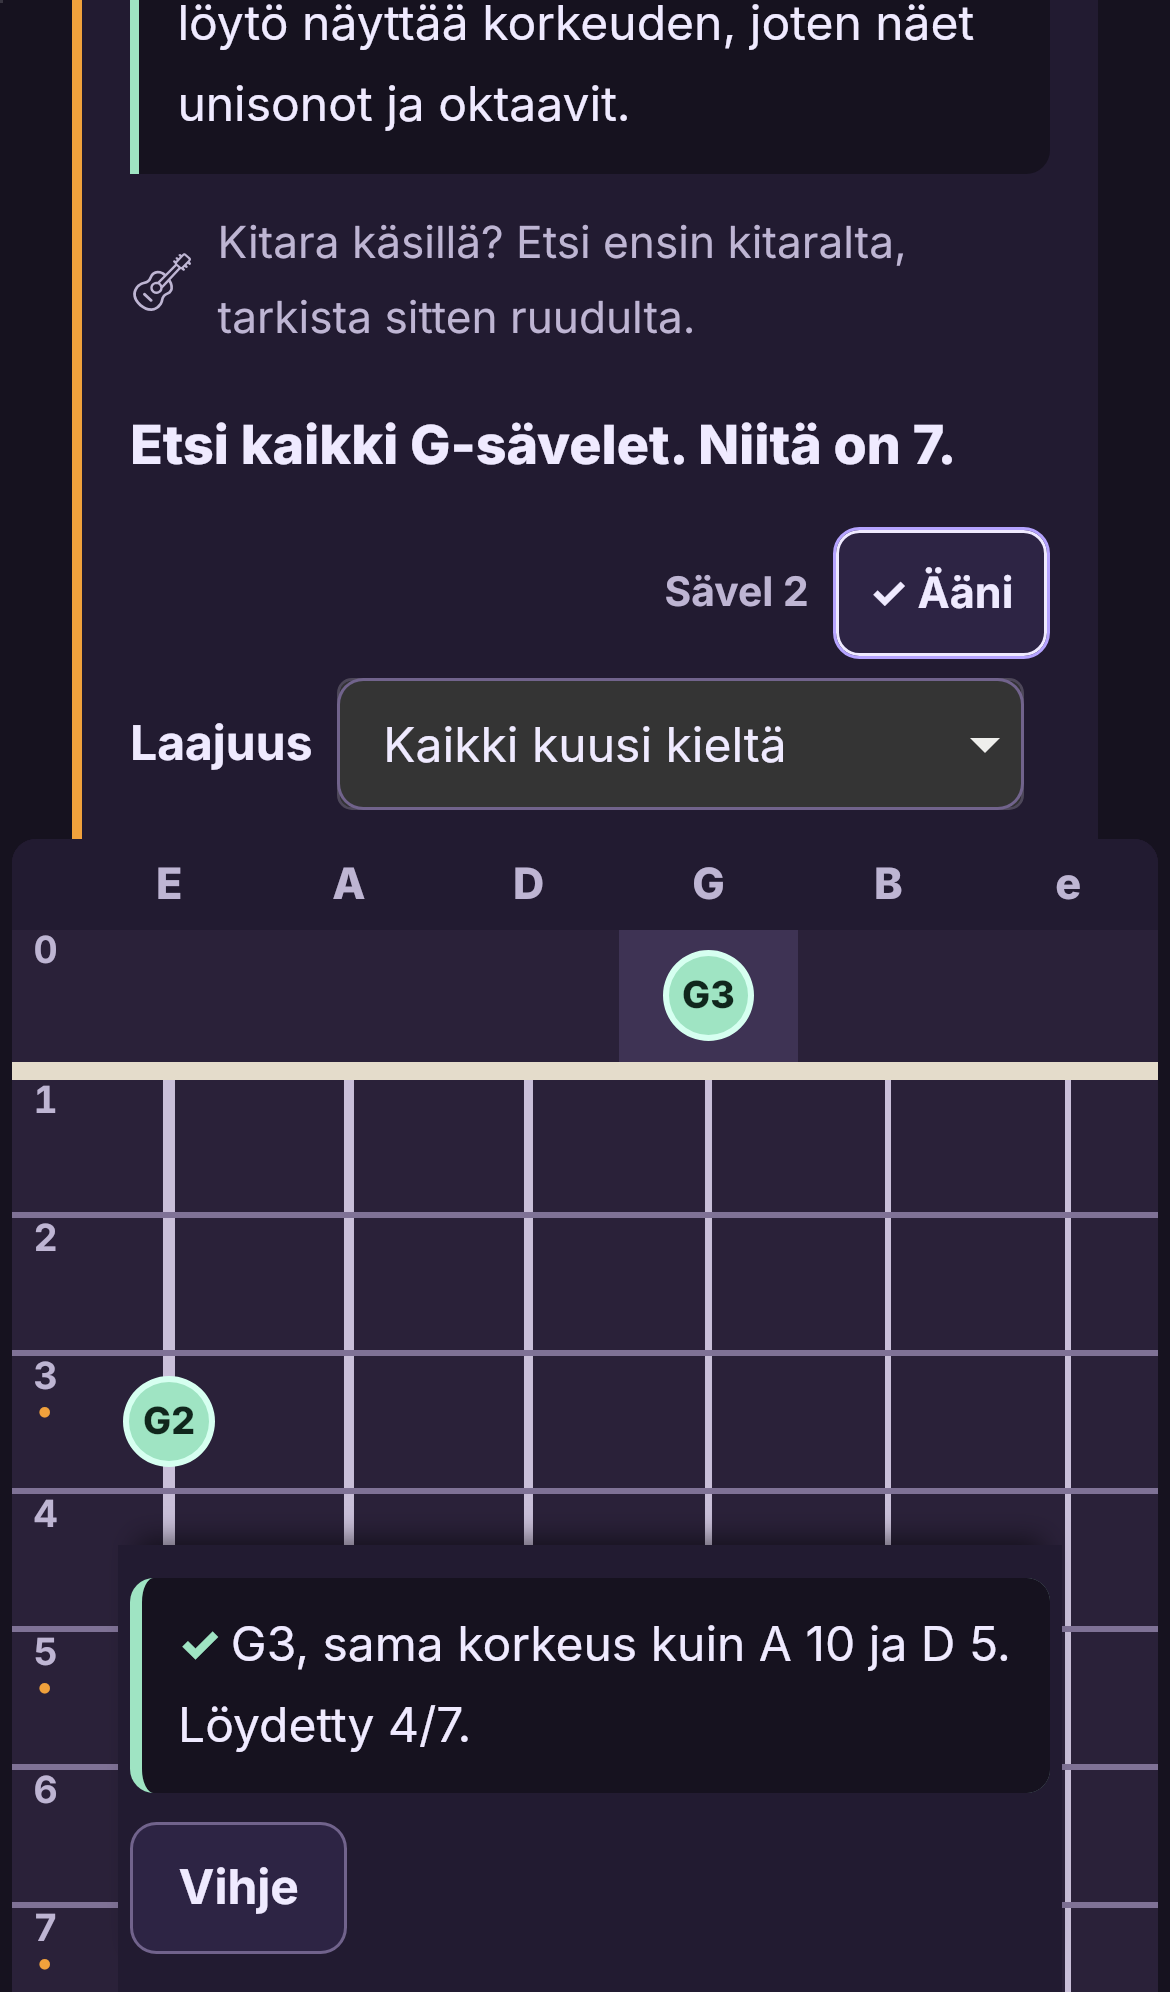 löytö näyttää korkeuden, joten näet
unisonot ja oktaavit.
Kitara käsillä? Etsi ensin kitaralta,
tarkista sitten ruudulta.
Etsi kaikki G-sävelet. Niitä on 7.
Sävel 2 ✓ Ääni
Laajuus Kaikki kuusi kieltä
E A D G B e
0 G3
1
2
3 G2
4
✓ G3, sama korkeus kuin A 10 ja D 5.
5
Löydetty 4/7.
6
Vihje
7